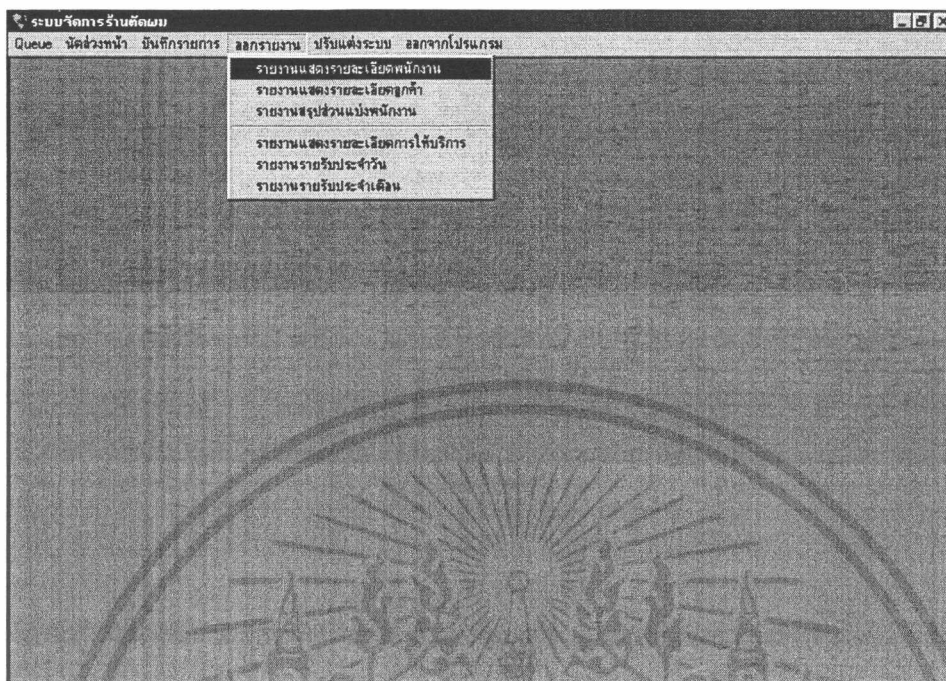 ระบบจัดการร้านตัดผม
Queue นัดล่วงหน้า บันทึกรายการ ออกรายงาน ปรับแต่งระบบ ออกจากโปรแกรม
รายงานแสดงรายละเอียดพนักงาน
รายงานแสดงรายละเอียดลูกค้า
รายงานสรุปส่วนแบ่งพนักงาน
รายงานแสดงรายละเอียดการให้บริการ
รายงานรายรับประจำวัน
รายงานรายรับประจำเดือน